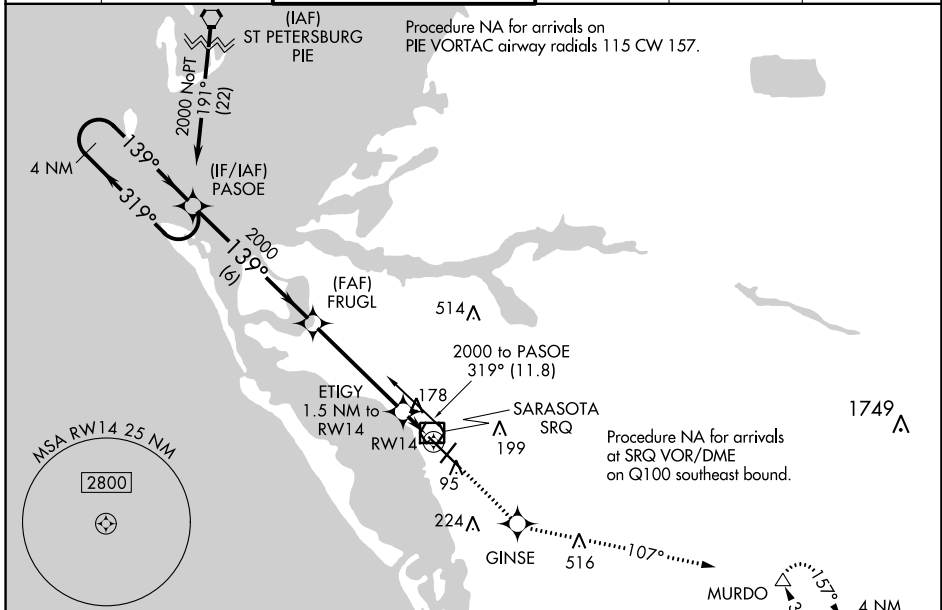 (IAF)
ST PETERSBURG
PIE
Procedure NA for arrivals on
PIE VORTAC airway radials 115 CW 157.
2000 NoPT
191°
(22)
4 NM
139°
319°
(IF/IAF)
PASOE
2000
139°
(6)
(FAF)
FRUGL
514
2000 to PASOE
319° (11.8)
ETIGY
1.5 NM to
RW14
178
RW14
SARASOTA
SRQ
199
1749
Procedure NA for arrivals
at SRQ VOR/DME
on Q100 southeast bound.
95
MSA RW14 25 NM
2800
224
GINSE
516
107°
MURDO
157°
3
4 NM